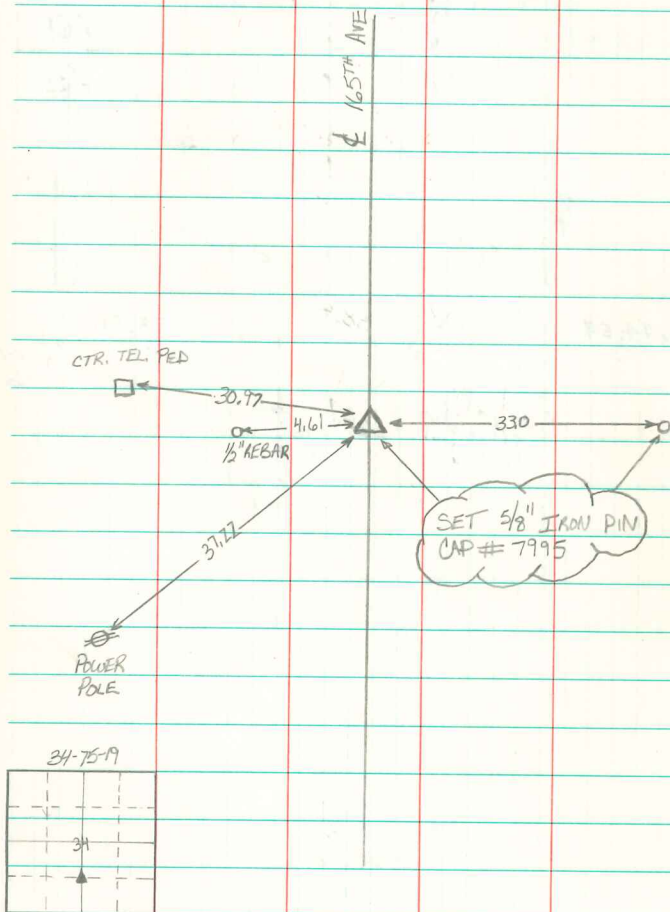 ℄ 165TH AVE
CTR. TEL. PED
30.97
4.61
330
1/2" REBAR
37.22
SET 5/8" IRON PIN
CAP # 7995
POWER
POLE
34-75-19
34